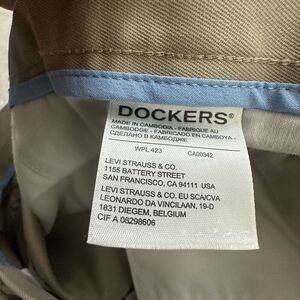 DOCKERS®
MADE IN CAMBODIA - FABRIQUE AU
CAMBODGE - FABRICADO EN CAMBOYA -
СДЕЛАНО В КАМБОДЖЕ
WPL 423 CA00342
LEVI STRAUSS & CO.
1155 BATTERY STREET
SAN FRANCISCO, CA 94111 USA
LEVI STRAUSS & CO. EU SCA/CVA
LEONARDO DA VINCILAAN, 19-D
1831 DIEGEM, BELGIUM
CIF A 08298606